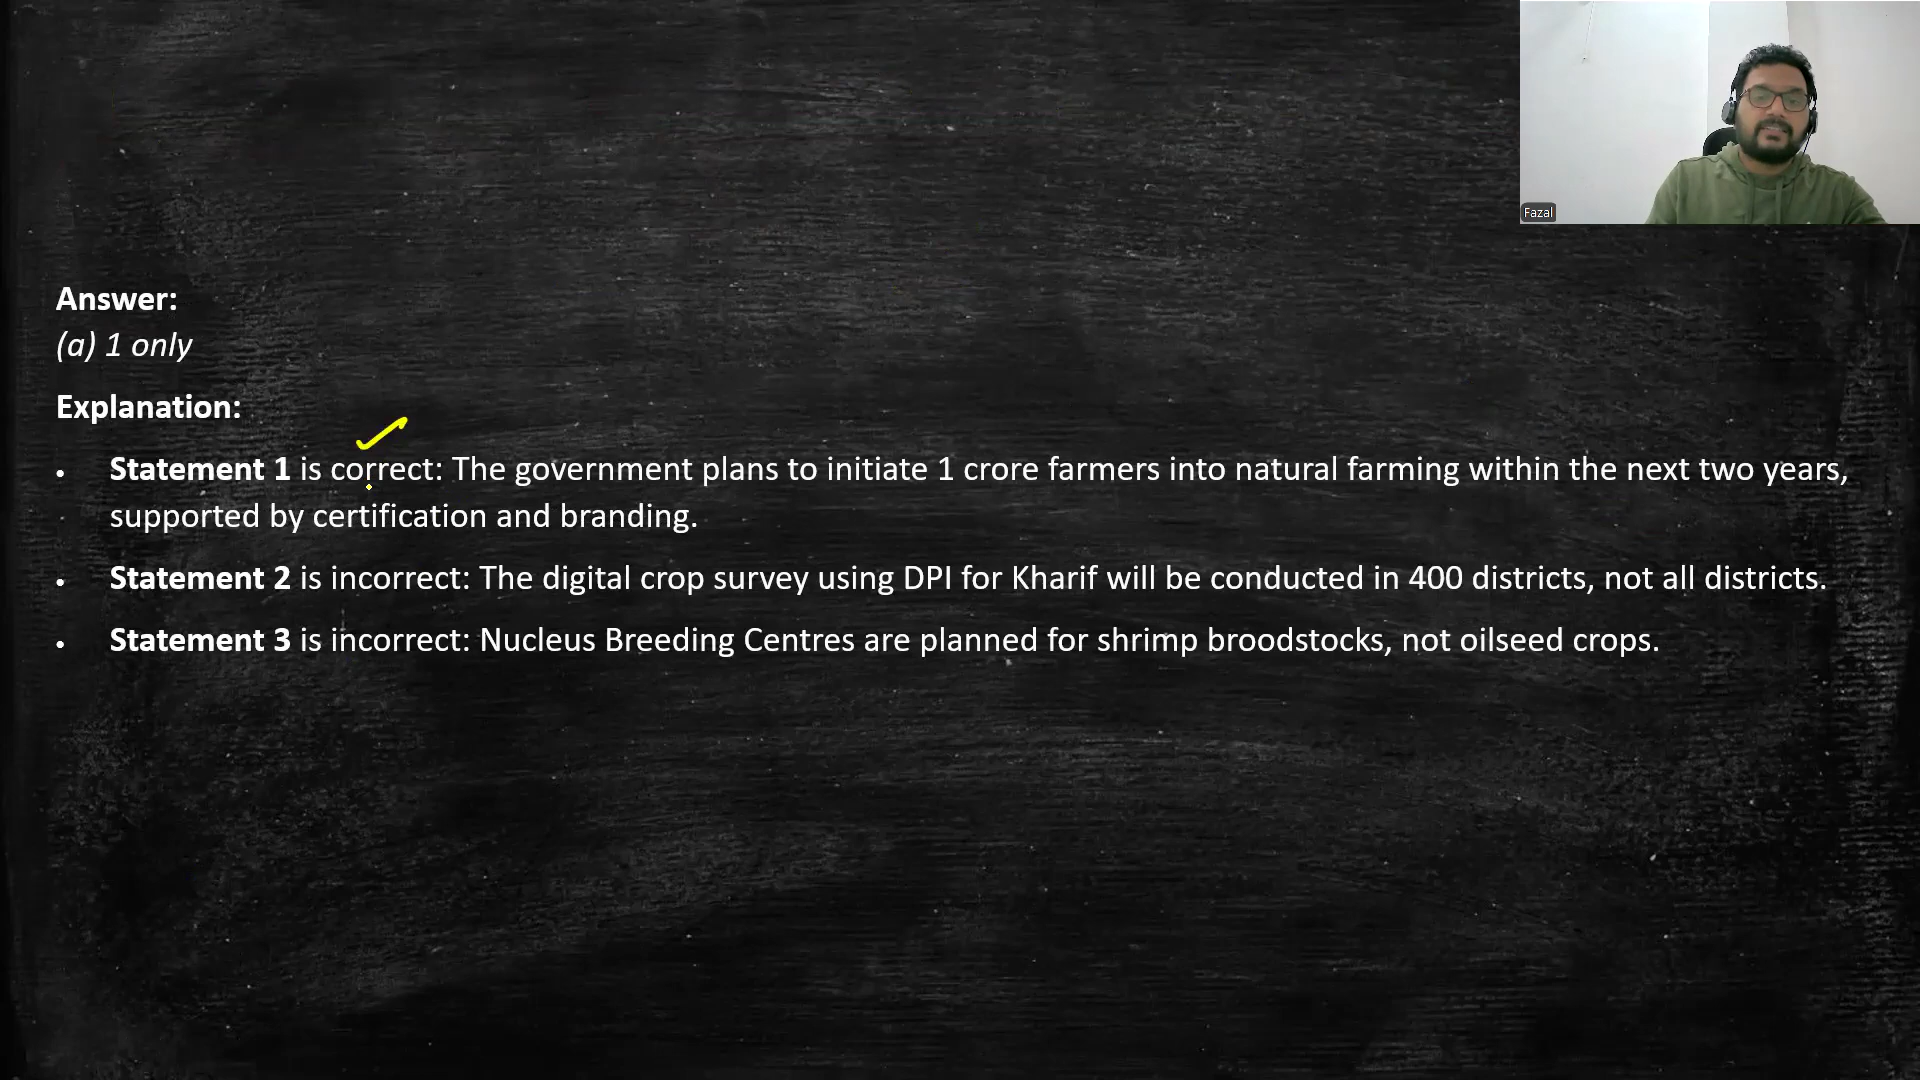 Fazal
Answer:
(a) 1 only
Explanation:
• Statement 1 is correct: The government plans to initiate 1 crore farmers into natural farming within the next two years,
supported by certification and branding.
• Statement 2 is incorrect: The digital crop survey using DPI for Kharif will be conducted in 400 districts, not all districts.
• Statement 3 is incorrect: Nucleus Breeding Centres are planned for shrimp broodstocks, not oilseed crops.